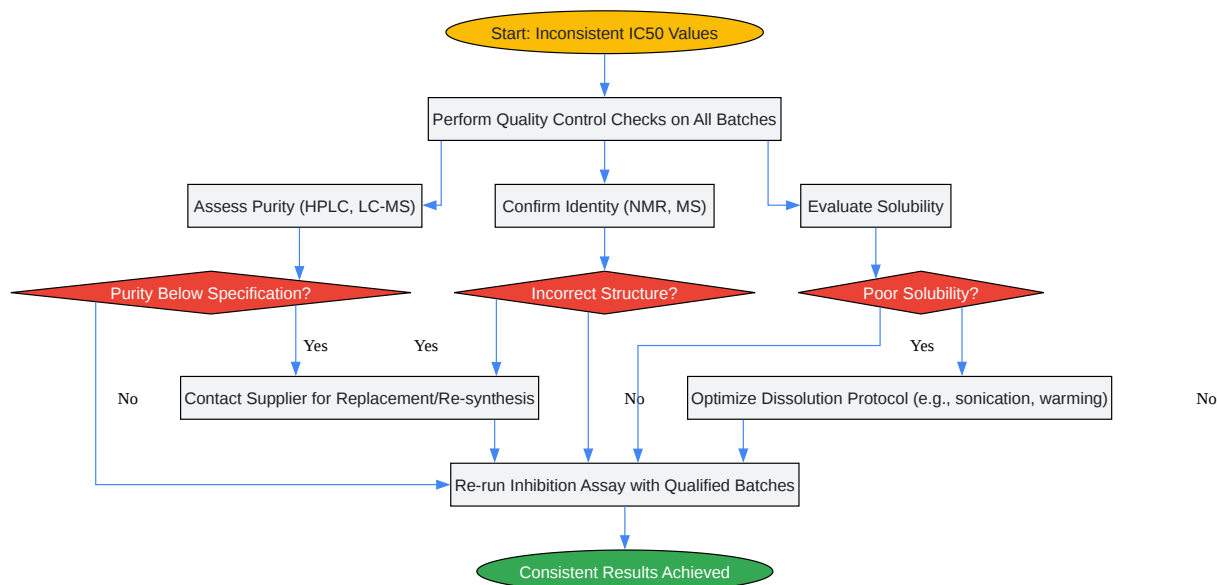 Start: Inconsistent IC50 Values
Perform Quality Control Checks on All Batches
Assess Purity (HPLC, LC-MS)
Confirm Identity (NMR, MS)
Evaluate Solubility
Purity Below Specification?
Incorrect Structure?
Poor Solubility?
Yes
Yes
Yes
No
Contact Supplier for Replacement/Re-synthesis
No
Optimize Dissolution Protocol (e.g., sonication, warming)
No
Re-run Inhibition Assay with Qualified Batches
Consistent Results Achieved